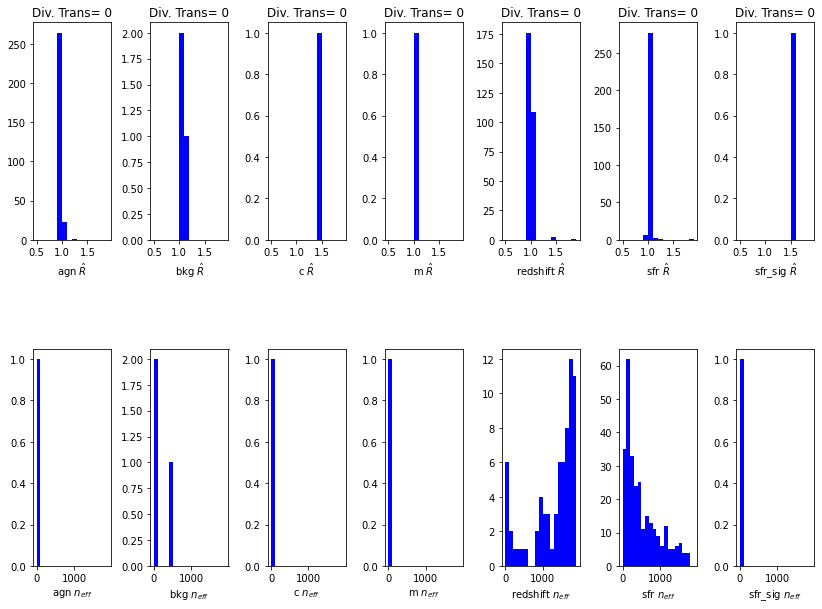 Div. Trans= 0 Div. Trans= 0 Div. Trans= 0 Div. Trans= 0 Div. Trans= 0 Div. Trans= 0 Div. Trans= 0
250 200 150 100 50 0
0.5 1.0 1.5
agn R̂
2.00 1.75 1.50 1.25 1.00 0.75 0.50 0.25 0.00
0.5 1.0 1.5
bkg R̂
1.0 0.8 0.6 0.4 0.2 0.0
0.5 1.0 1.5
c R̂
1.0 0.8 0.6 0.4 0.2 0.0
0.5 1.0 1.5
m R̂
175 150 125 100 75 50 25 0
0.5 1.0 1.5
redshift R̂
250 200 150 100 50 0
0.5 1.0 1.5
sfr R̂
1.0 0.8 0.6 0.4 0.2 0.0
0.5 1.0 1.5
sfr_sig R̂
1.0 0.8 0.6 0.4 0.2 0.0
0 1000
agn n_eff
2.00 1.75 1.50 1.25 1.00 0.75 0.50 0.25 0.00
0 1000
bkg n_eff
1.0 0.8 0.6 0.4 0.2 0.0
0 1000
c n_eff
1.0 0.8 0.6 0.4 0.2 0.0
0 1000
m n_eff
12 10 8 6 4 2 0
0 1000
redshift n_eff
60 50 40 30 20 10 0
0 1000
sfr n_eff
1.0 0.8 0.6 0.4 0.2 0.0
0 1000
sfr_sig n_eff